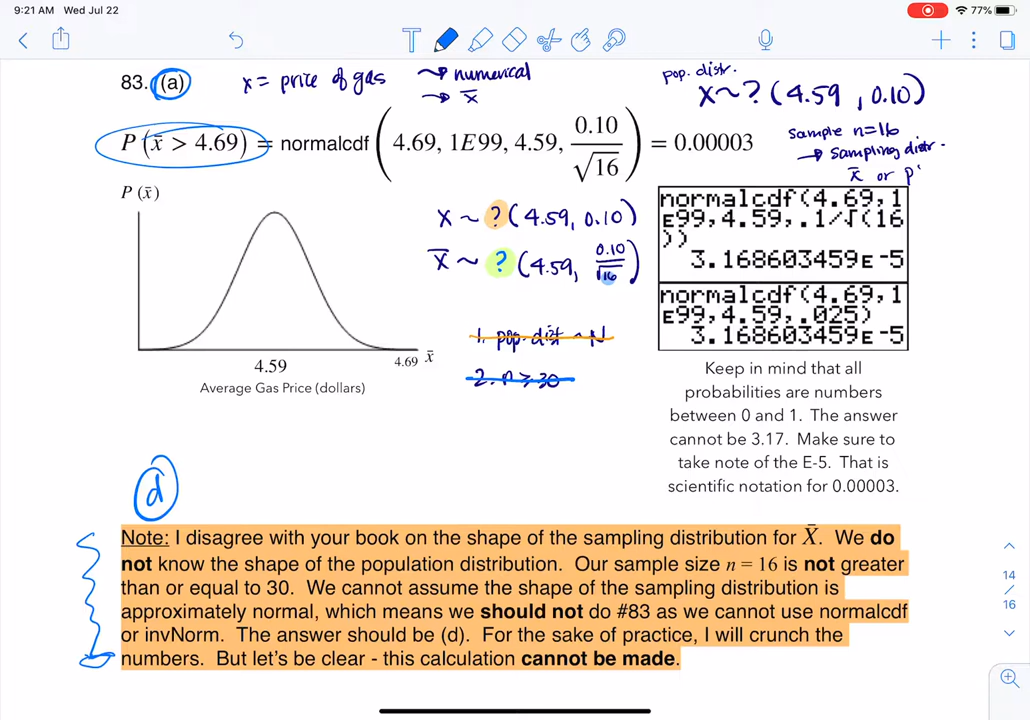 9:21 AM Wed Jul 22
77%
T
83. (a)
x = price of gas
→ numerical
→ x̄
pop. distr.
X ~ ? (4.59, 0.10)
P (x̄ > 4.69) = normalcdf (4.69, 1E99, 4.59, 0.10/√16) = 0.00003
sample n=16
→ sampling distr.
x̄ or p'
P (x̄)
4.59
4.69 x̄
Average Gas Price (dollars)
X ~ ? (4.59, 0.10)
X̄ ~ ? (4.59, 0.10/√16)
1. pop. dist ~ N
2. n ≥ 30
normalcdf(4.69,1
E99,4.59,.1/√(16
))
3.168603459E-5
normalcdf(4.69,1
E99,4.59,.025)
3.168603459E-5
Keep in mind that all
probabilities are numbers
between 0 and 1. The answer
cannot be 3.17. Make sure to
take note of the E-5. That is
scientific notation for 0.00003.
d
Note: I disagree with your book on the shape of the sampling distribution for X̄. We do
not know the shape of the population distribution. Our sample size n = 16 is not greater
than or equal to 30. We cannot assume the shape of the sampling distribution is
approximately normal, which means we should not do #83 as we cannot use normalcdf
or invNorm. The answer should be (d). For the sake of practice, I will crunch the
numbers. But let's be clear - this calculation cannot be made.
14
/
16